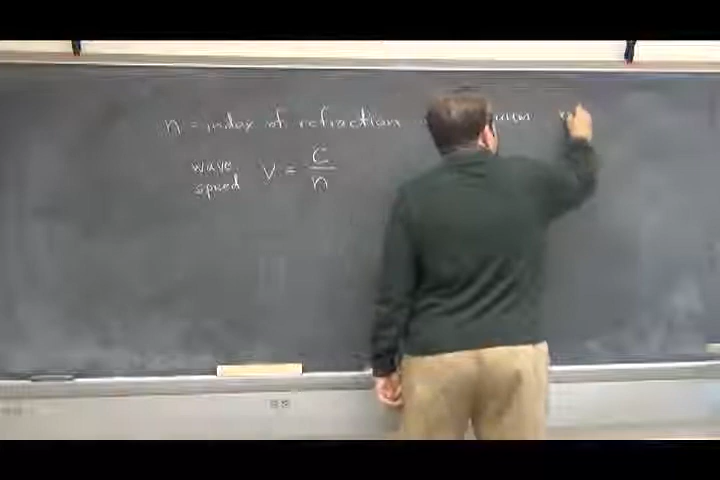 n = index of refraction
wave speed v = c/n